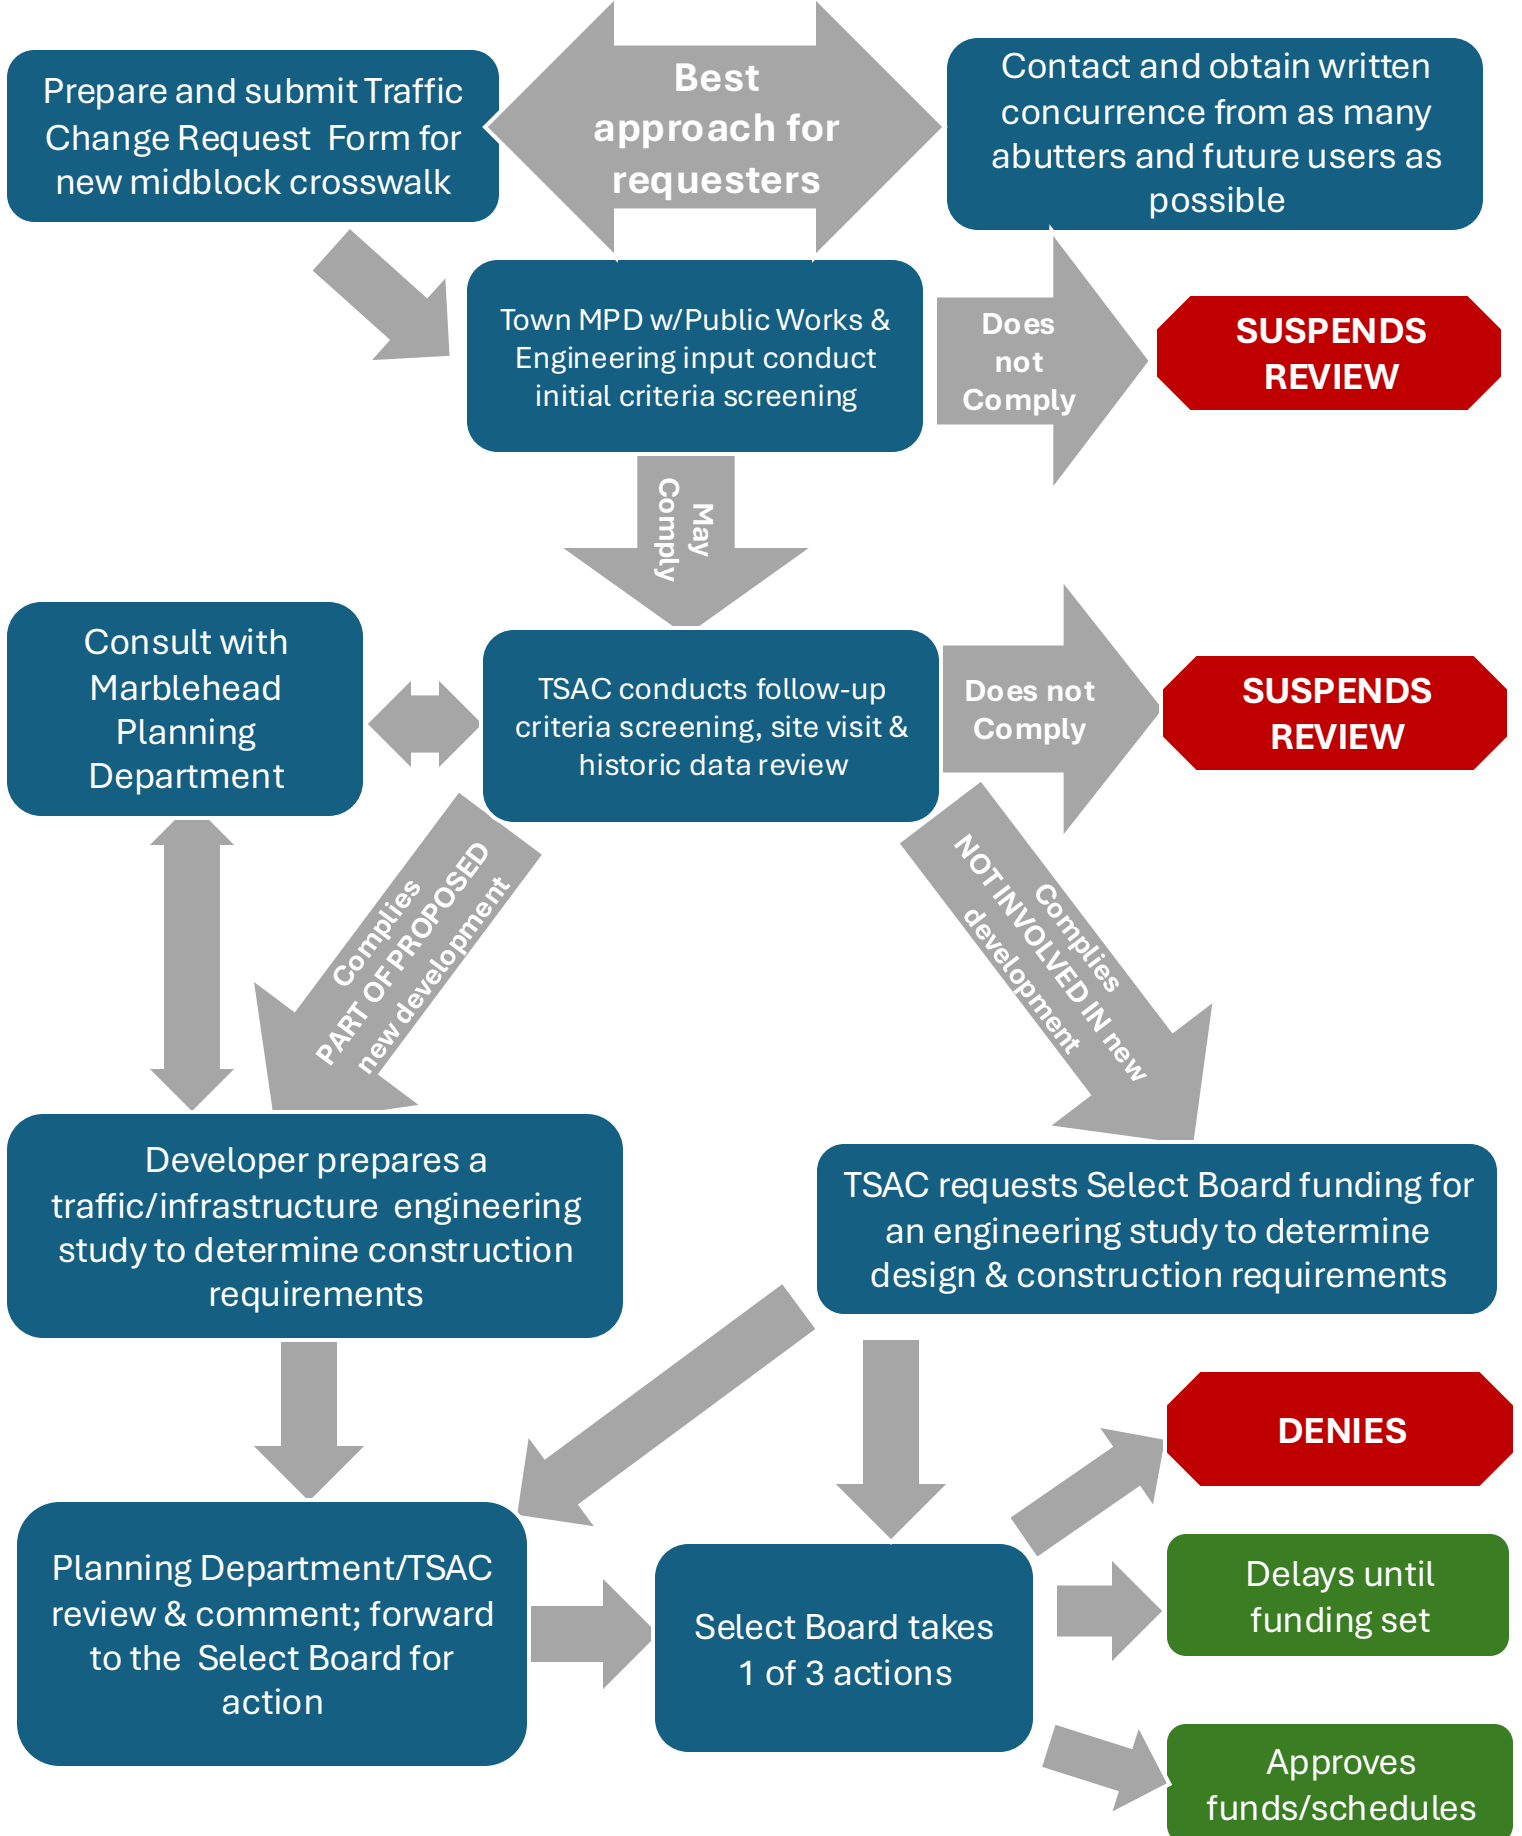 Prepare and submit Traffic
Change Request Form for
new midblock crosswalk
Best
approach for
requesters
Contact and obtain written
concurrence from as many
abutters and future users as
possible
Town MPD w/Public Works &
Engineering input conduct
initial criteria screening
Does
not
Comply
SUSPENDS
REVIEW
May
Comply
Consult with
Marblehead
Planning
Department
TSAC conducts follow-up
criteria screening, site visit &
historic data review
Does not
Comply
SUSPENDS
REVIEW
Complies
PART OF PROPOSED
new development
Complies
NOT INVOLVED IN new
development
Developer prepares a
traffic/infrastructure engineering
study to determine construction
requirements
TSAC requests Select Board funding for
an engineering study to determine
design & construction requirements
Planning Department/TSAC
review & comment; forward
to the Select Board for
action
Select Board takes
1 of 3 actions
DENIES
Delays until
funding set
Approves
funds/schedules